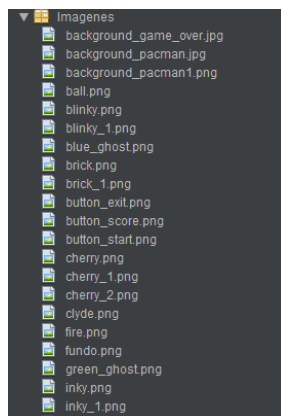 Imagenes
background_game_over.jpg
background_pacman.jpg
background_pacman1.png
ball.png
blinky.png
blinky_1.png
blue_ghost.png
brick.png
brick_1.png
button_exit.png
button_score.png
button_start.png
cherry.png
cherry_1.png
cherry_2.png
clyde.png
fire.png
fundo.png
green_ghost.png
inky.png
inky_1.png